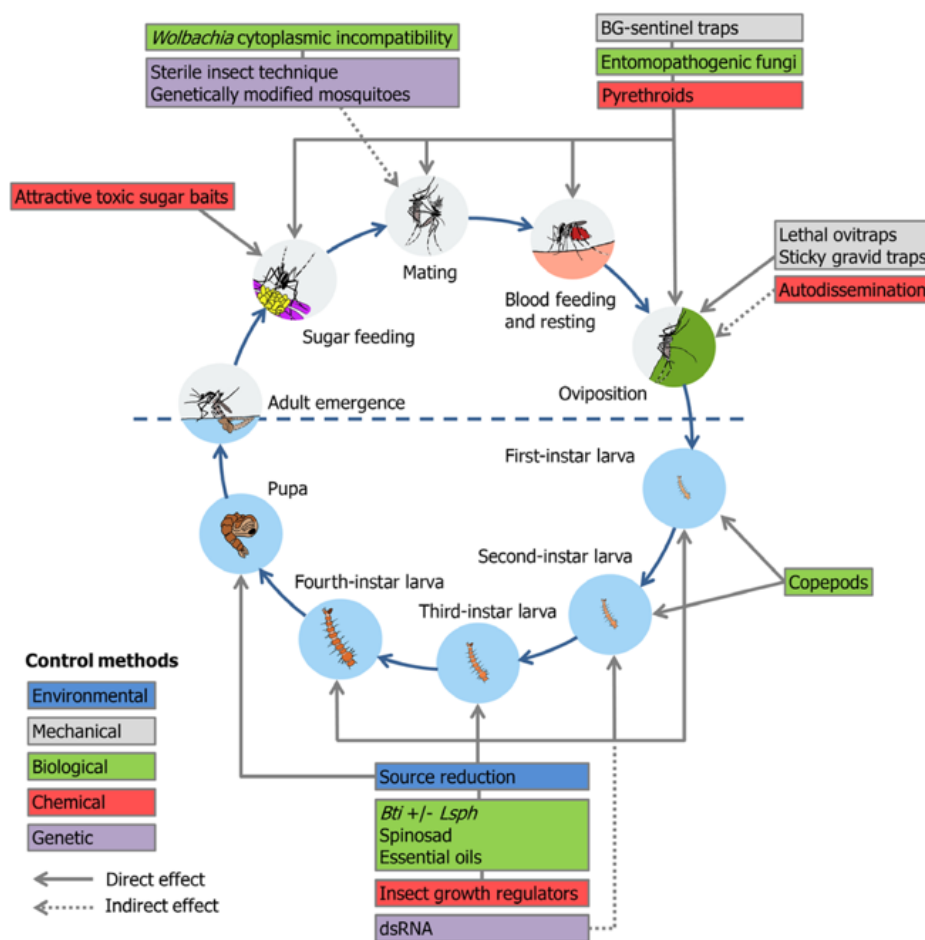 Wolbachia cytoplasmic incompatibility
Sterile insect technique
Genetically modified mosquitoes
BG-sentinel traps
Entomopathogenic fungi
Pyrethroids
Attractive toxic sugar baits
Mating
Sugar feeding
Blood feeding
and resting
Lethal ovitraps
Sticky gravid traps
Autodissemination
Oviposition
Adult emergence
First-instar larva
Pupa
Second-instar larva
Fourth-instar larva
Third-instar larva
Copepods
Control methods
Environmental
Mechanical
Biological
Chemical
Genetic
Direct effect
Indirect effect
Source reduction
Bti +/- Lsph
Spinosad
Essential oils
Insect growth regulators
dsRNA